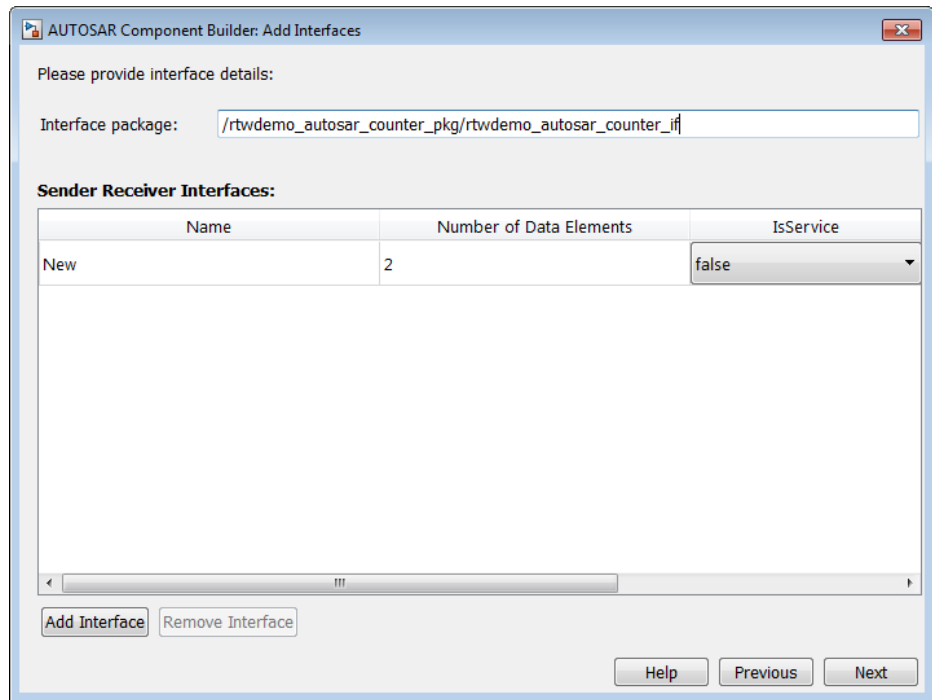 AUTOSAR Component Builder: Add Interfaces
Please provide interface details:
Interface package: /rtwdemo_autosar_counter_pkg/rtwdemo_autosar_counter_if
Sender Receiver Interfaces:
Name Number of Data Elements IsService
New 2 false
Add Interface Remove Interface
Help Previous Next